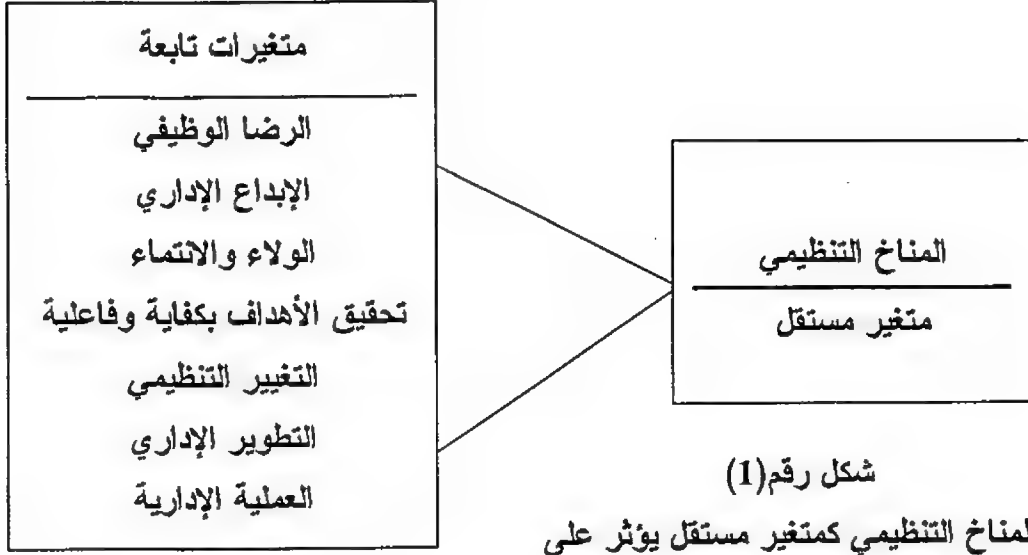 المناخ التنظيمي
متغير مستقل
متغيرات تابعة
الرضا الوظيفي
الإبداع الإداري
الولاء والانتماء
تحقيق الأهداف بكفاية وفاعلية
التغيير التنظيمي
التطوير الإداري
العملية الإدارية
شكل رقم(1)
لمناخ التنظيمي كمتغير مستقل يؤثر على